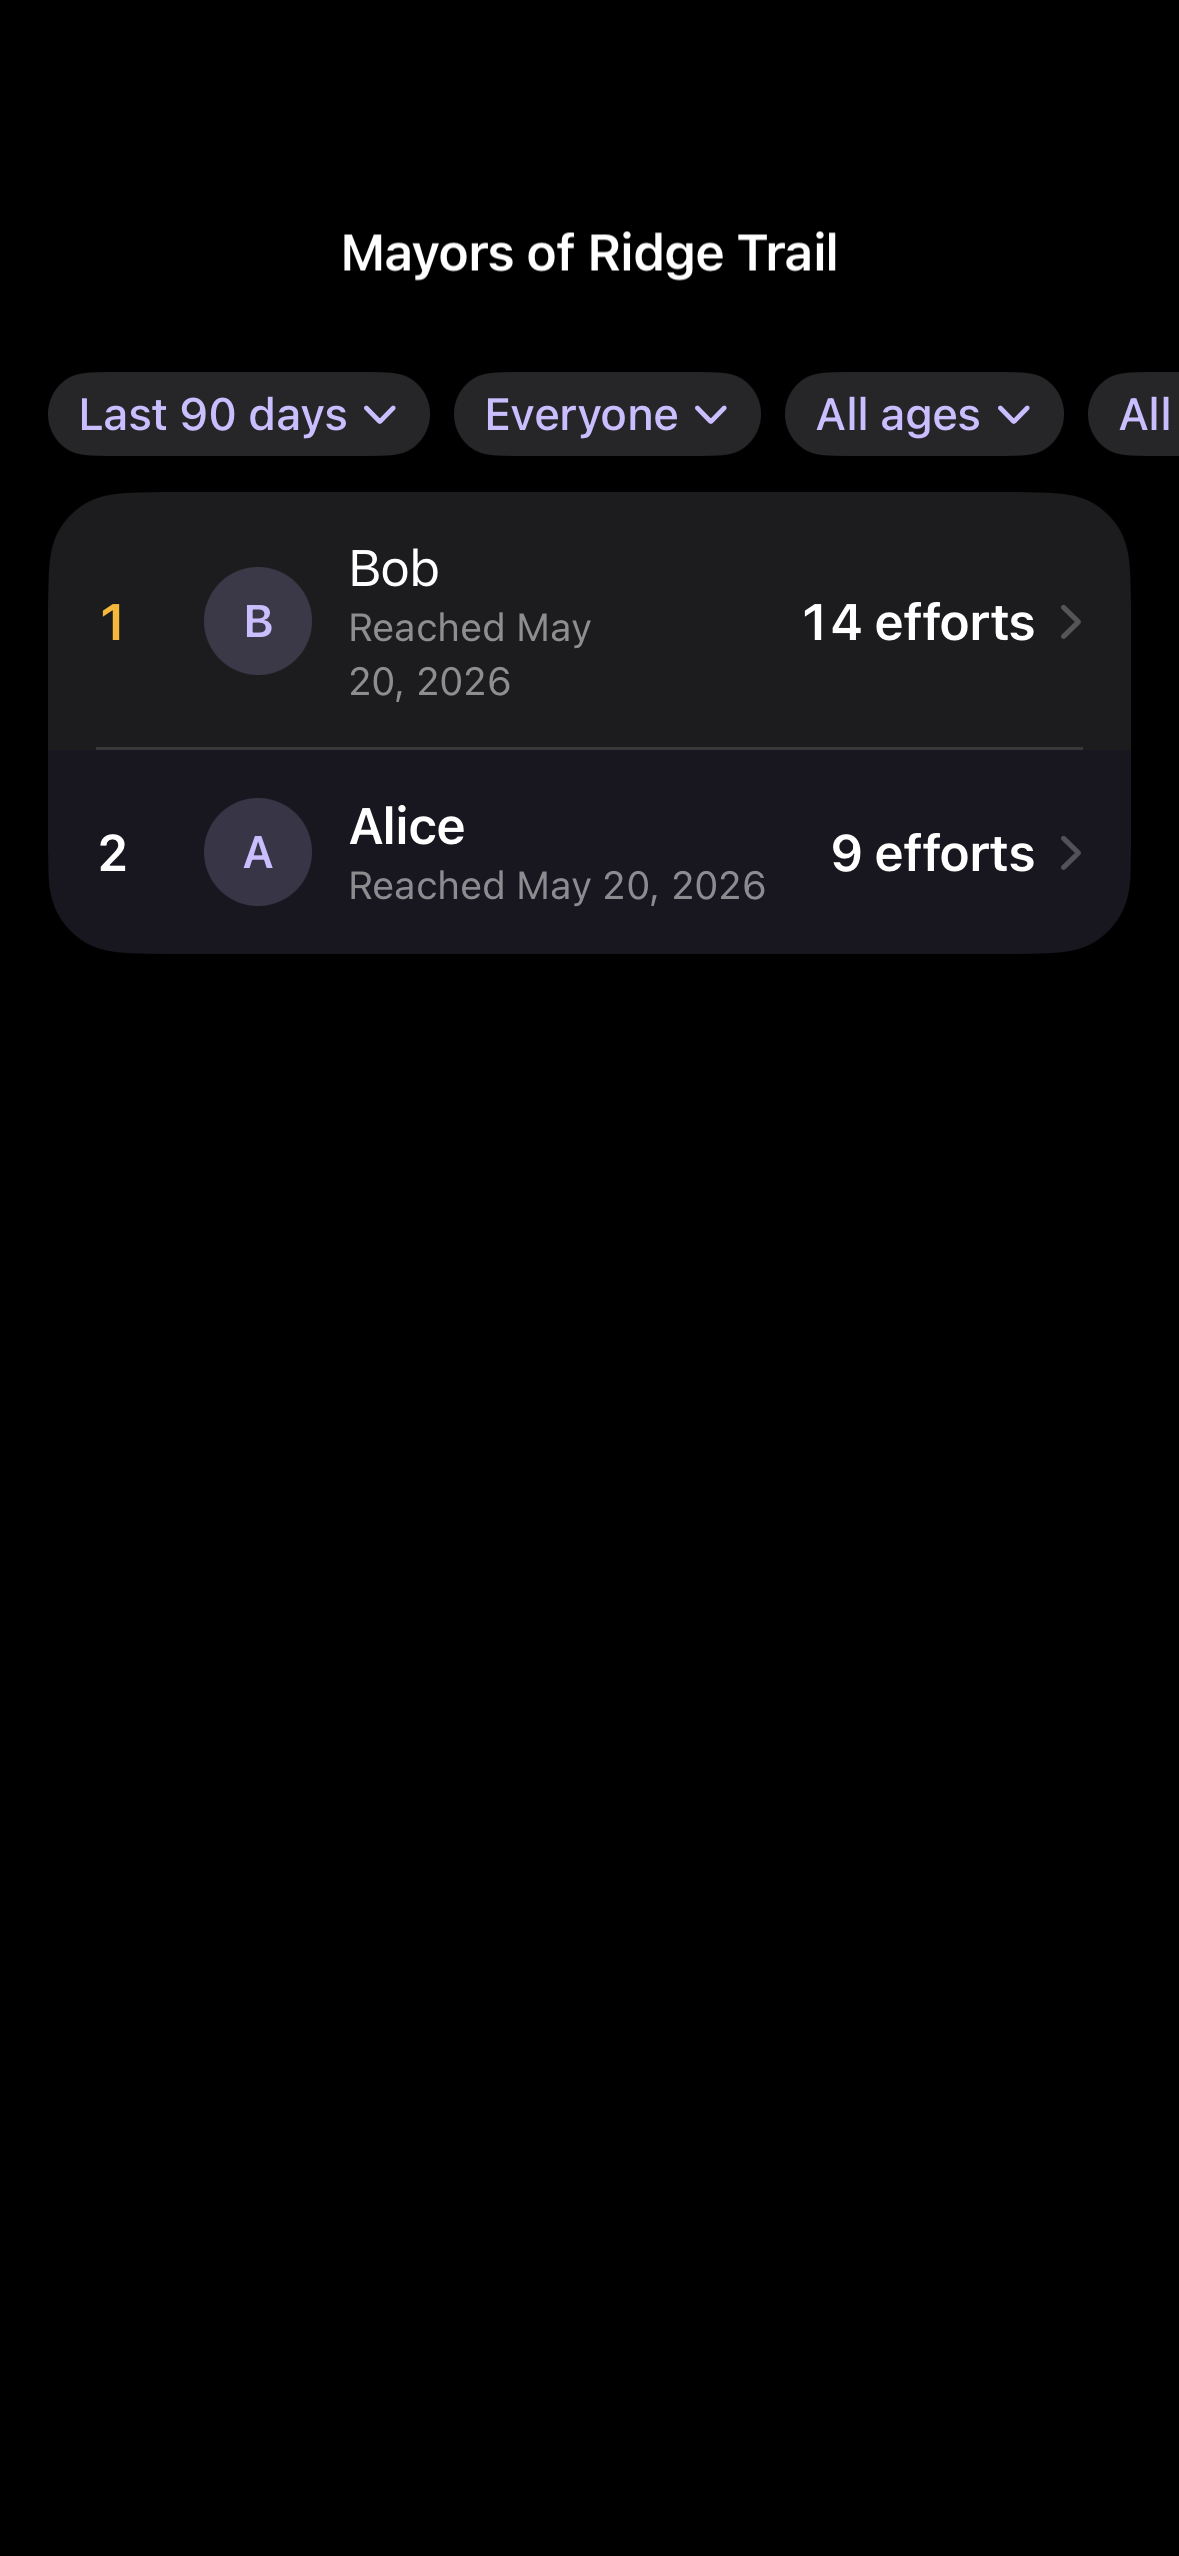 Mayors of Ridge Trail
Last 90 days Everyone All ages All
1 B Bob 14 efforts
Reached May
20, 2026
2 A Alice 9 efforts
Reached May 20, 2026